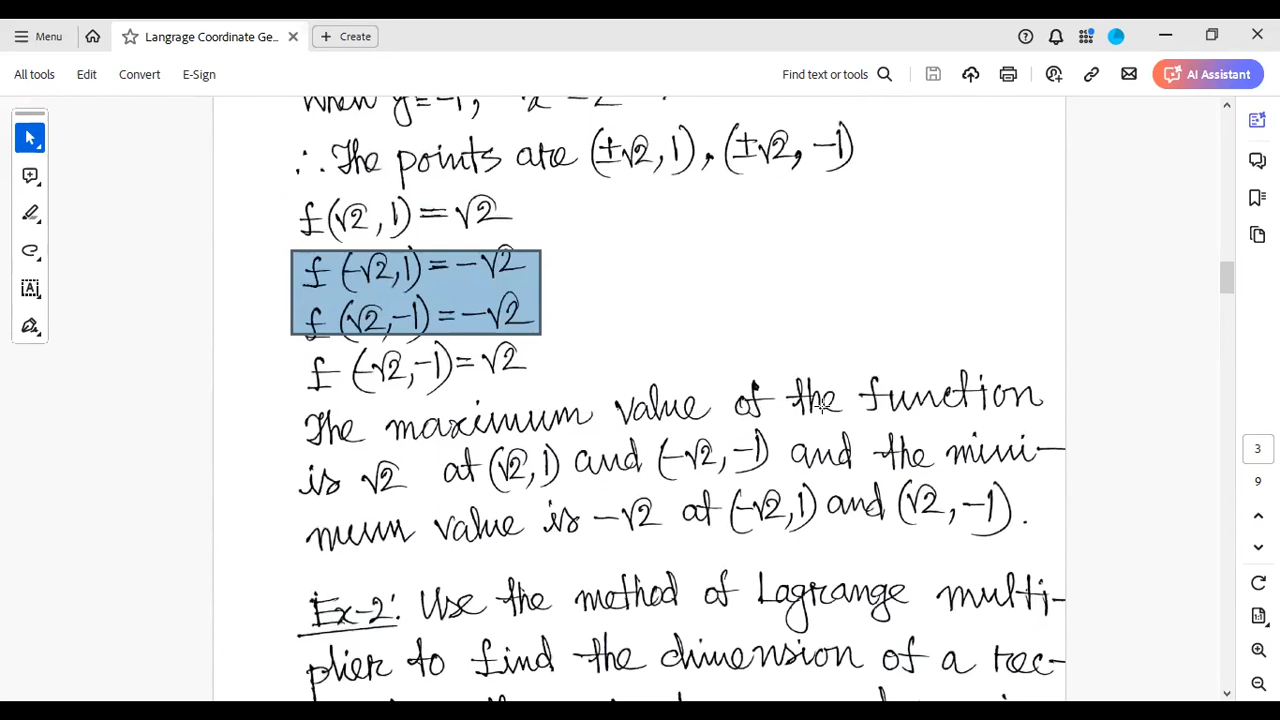 Menu
Langrage Coordinate Ge...
Create
All tools
Edit
Convert
E-Sign
Find text or tools
AI Assistant
When y=-1,
∴ The points are (±√2, 1), (±√2, -1)
f(√2, 1) = √2
f(-√2, 1) = -√2
f(√2, -1) = -√2
f(-√2, -1) = √2
The maximum value of the function
is √2 at (√2, 1) and (-√2, -1) and the mini-
mum value is -√2 at (-√2, 1) and (√2, -1).
Ex-2: Use the method of Lagrange multi-
plier to find the dimension of a rec-
3
9